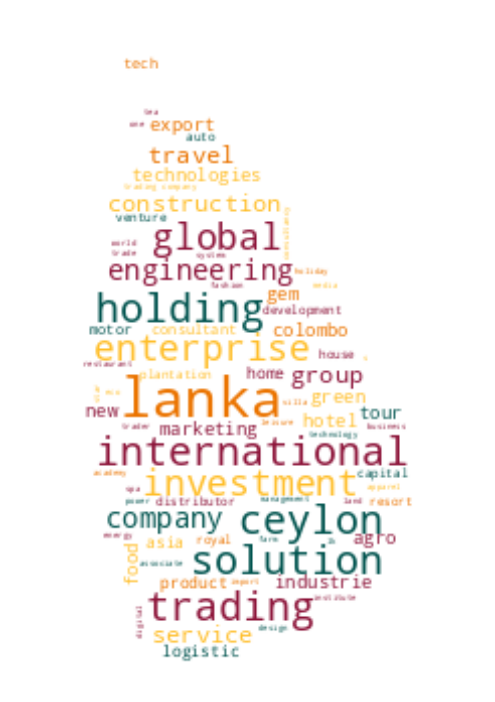 tech
tea
one export
auto
travel
technologies
trading company
construction
consultancy
venture
global
world
trade
system
engineering
holiday
fashion
media
gem
holding
development
motor
consultant
colombo
enterprise
house
restaurant
plantation
home
group
lanka
villa
green
new
tour
hotel
leisure
trader
marketing
business
technology
international
academy
capital
investment
spa
apparel
power
distributor
management
land
resort
company
ceylon
energy
agro
food
asia
royal
farm
associate
solution
product
import
industrie
trading
institute
digital
service
design
logistic